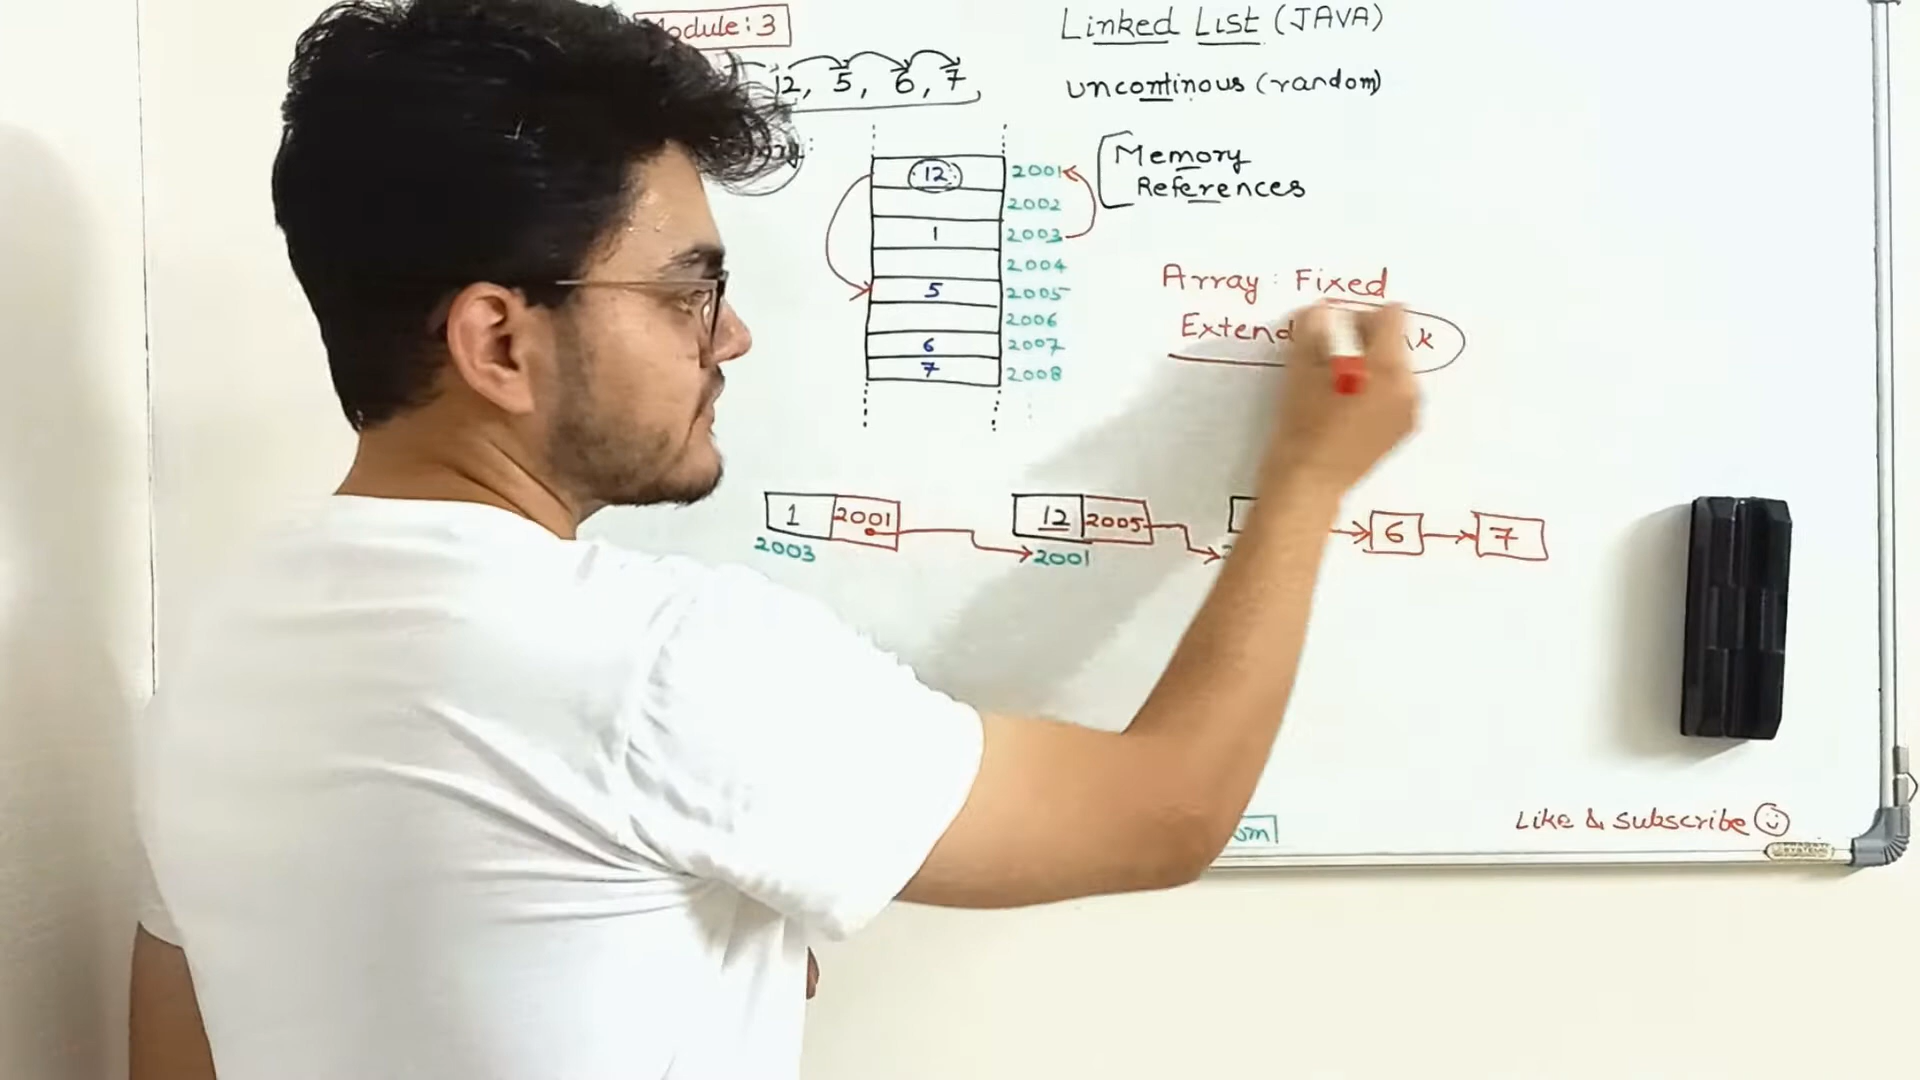 Module: 3
Linked List (JAVA)
12, 5, 6, 7
uncontinous (random)
12 2001
2002
1 2003
2004
5 2005
2006
6 2007
7 2008
Memory
References
Array : Fixed
Extend
1 2001
2003
12 2005
2001
6
7
Like & Subscribe